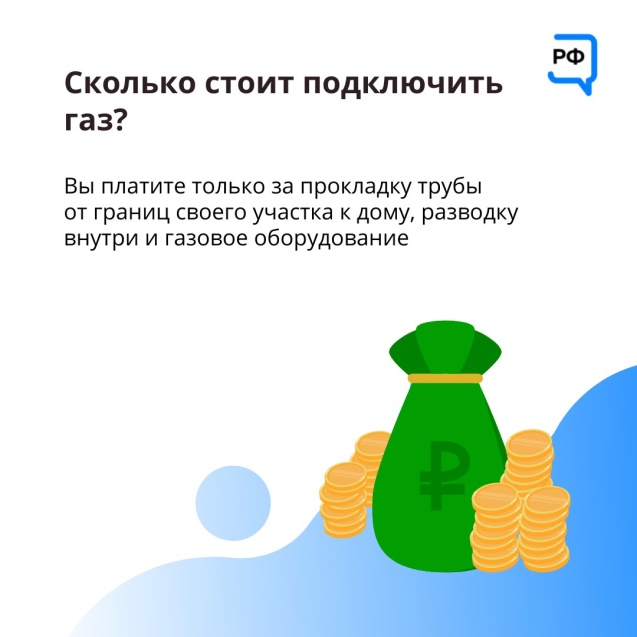 РФ
Сколько стоит подключить
газ?
Вы платите только за прокладку трубы
от границ своего участка к дому, разводку
внутри и газовое оборудование
₽